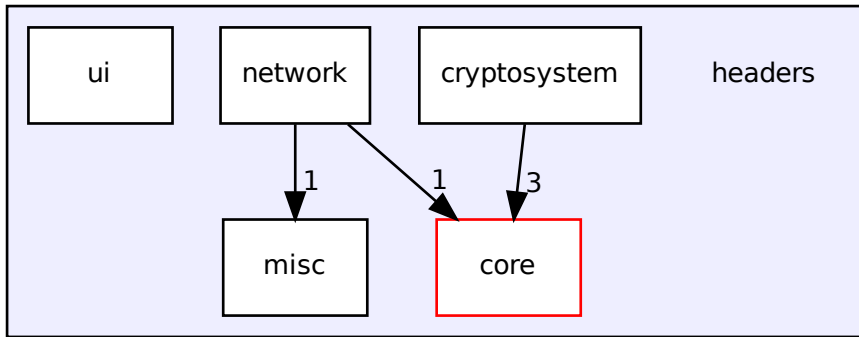 ui
network
cryptosystem
headers
1
1
3
misc
core